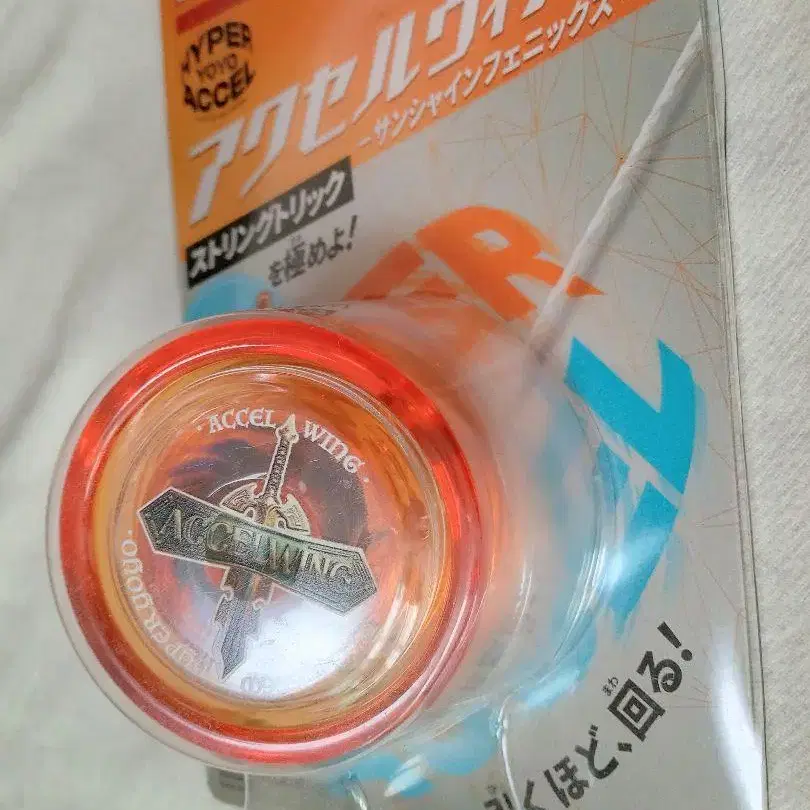 HYPER
YOYO
ACCEL
アクセルウィ
-サンシャインフェニックス-
ストリングトリック
を極めよ!
ER
・ACCEL WING・
ACCELWING
HYPER YOYO
くほど、回る!